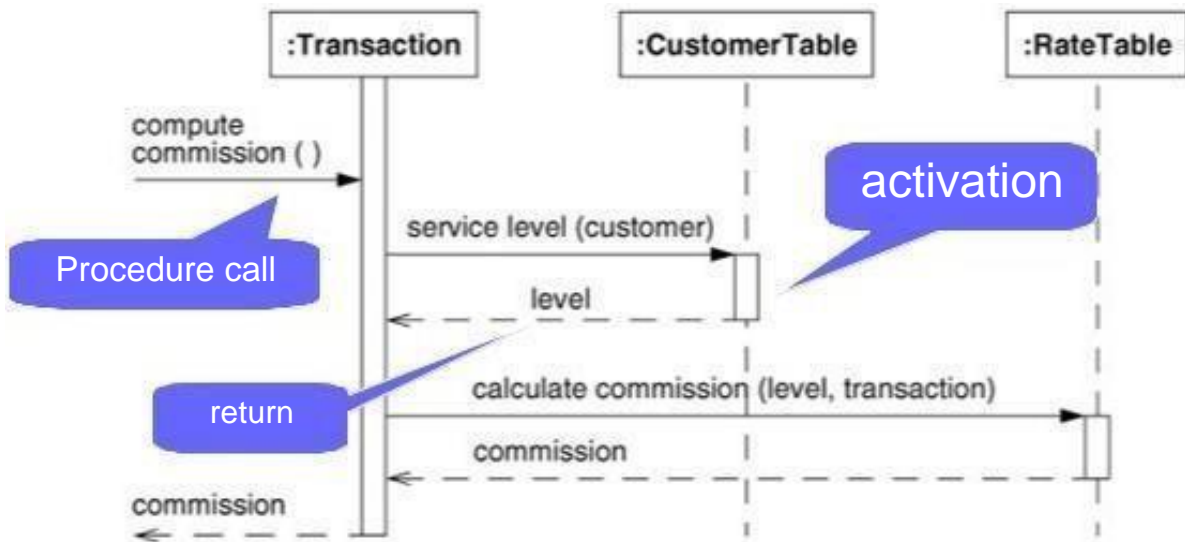 :Transaction
:CustomerTable
:RateTable
compute
commission ( )
activation
service level (customer)
Procedure call
level
calculate commission (level, transaction)
return
commission
commission